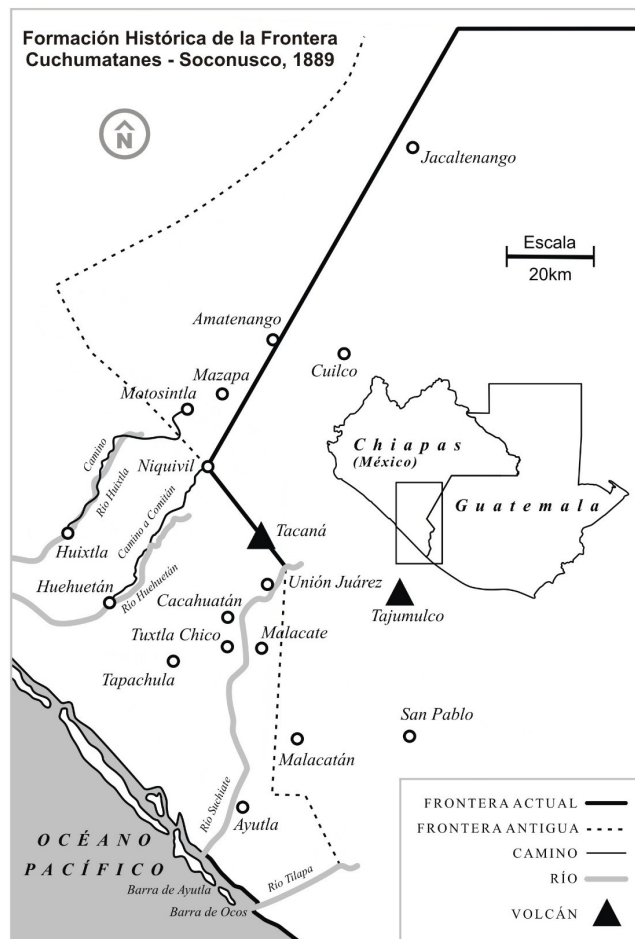 Formación Histórica de la Frontera
Cuchumatanes - Soconusco, 1889
N
Jacaltenango
Escala
20km
Amatenango
Cuilco
Mazapa
Motosintla
Chiapas
(México)
Camino
Niquivil
Río Huixtla
Guatemala
Camino a Comitán
Tacaná
Huixtla
Unión Juárez
Huehuetán
Río Huehuetán
Tajumulco
Cacahuatán
Tuxtla Chico
Malacate
Tapachula
San Pablo
Malacatán
Río Suchiate
Ayutla
OCÉANO
PACÍFICO
Río Tilapa
Barra de Ayutla
Barra de Ocos
FRONTERA ACTUAL
FRONTERA ANTIGUA
CAMINO
RÍO
VOLCÁN